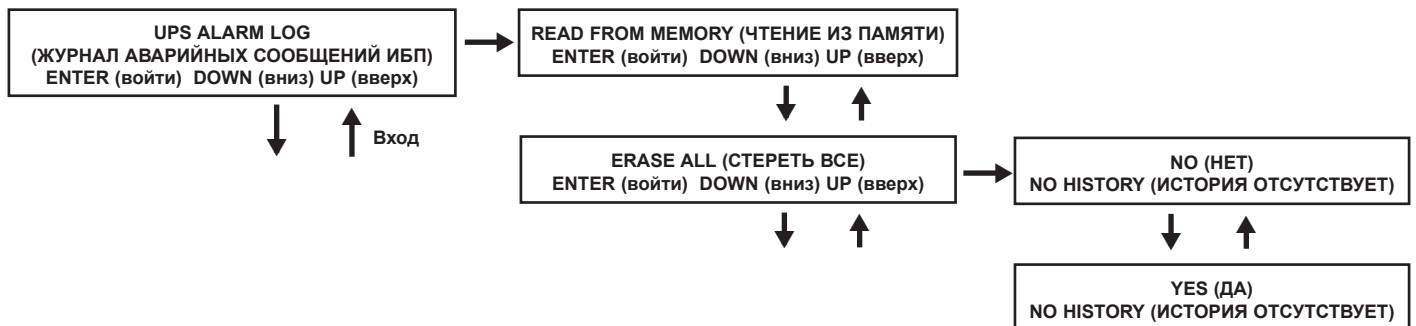 UPS ALARM LOG
(ЖУРНАЛ АВАРИЙНЫХ СООБЩЕНИЙ ИБП)
ENTER (войти) DOWN (вниз) UP (вверх)
READ FROM MEMORY (ЧТЕНИЕ ИЗ ПАМЯТИ)
ENTER (войти) DOWN (вниз) UP (вверх)
Вход
ERASE ALL (СТЕРЕТЬ ВСЕ)
ENTER (войти) DOWN (вниз) UP (вверх)
NO (НЕТ)
NO HISTORY (ИСТОРИЯ ОТСУТСТВУЕТ)
YES (ДА)
NO HISTORY (ИСТОРИЯ ОТСУТСТВУЕТ)